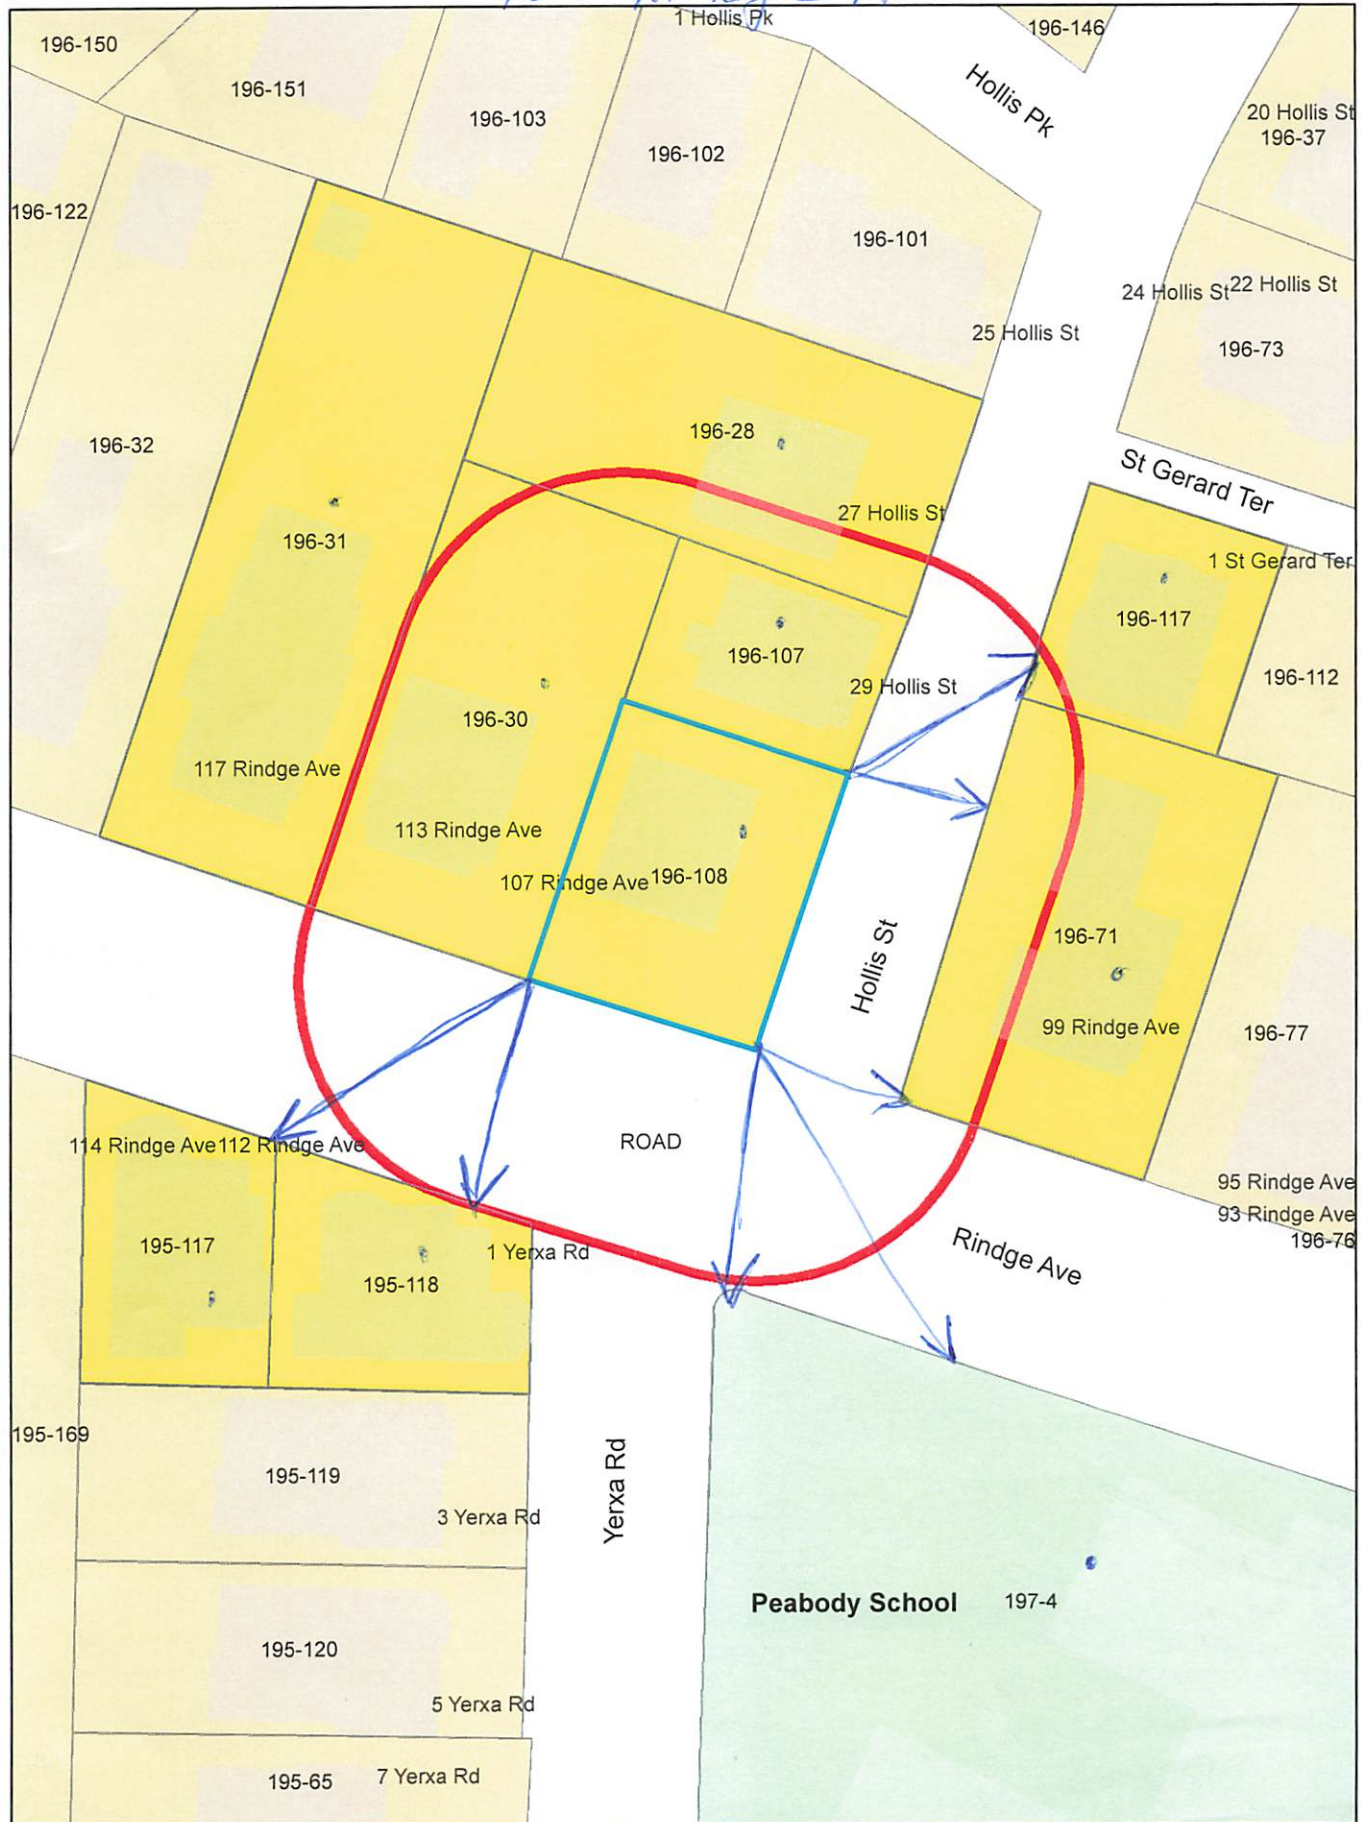 1 Hollis Pk
196-146
196-150
196-151
196-103
196-102
Hollis Pk
20 Hollis St
196-37
196-122
196-101
24 Hollis St
22 Hollis St
25 Hollis St
196-73
196-32
196-28
St Gerard Ter
27 Hollis St
196-31
1 St Gerard Ter
196-117
196-107
196-112
29 Hollis St
196-30
117 Rindge Ave
113 Rindge Ave
107 Rindge Ave
196-108
196-71
Hollis St
99 Rindge Ave
196-77
114 Rindge Ave
112 Rindge Ave
ROAD
95 Rindge Ave
93 Rindge Ave
196-76
195-117
1 Yerxa Rd
Rindge Ave
195-118
195-169
195-119
3 Yerxa Rd
Yerxa Rd
Peabody School
197-4
195-120
5 Yerxa Rd
195-65
7 Yerxa Rd